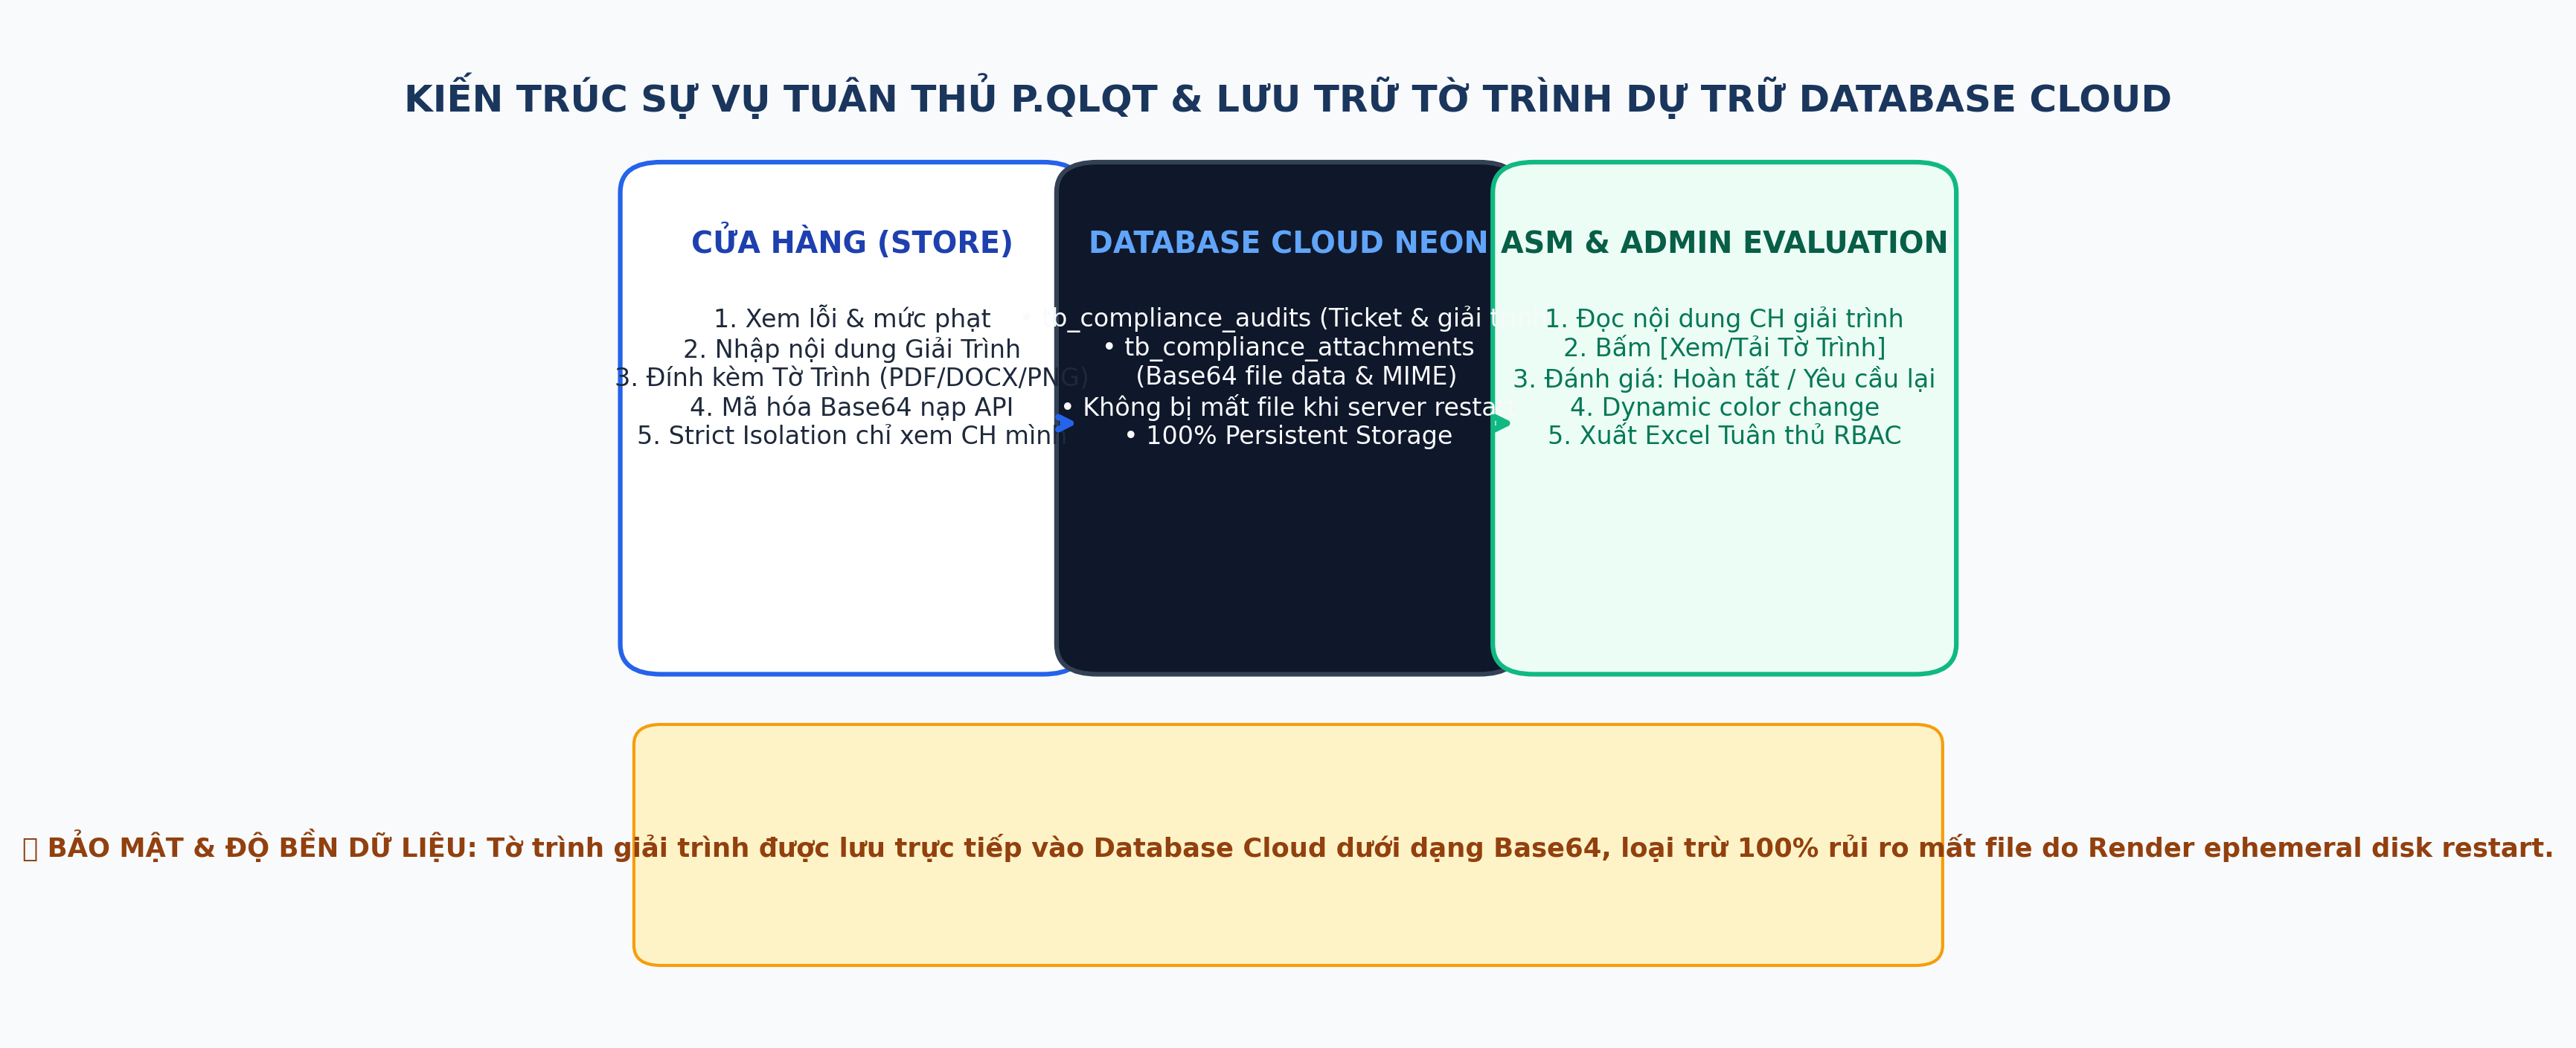 KIẾN TRÚC SỰ VỤ TUÂN THỦ P.QLQT & LƯU TRỮ TỜ TRÌNH DỰ TRỮ DATABASE CLOUD
CỬA HÀNG (STORE)
1. Xem lỗi & mức phạt
2. Nhập nội dung Giải Trình
3. Đính kèm Tờ Trình (PDF/DOCX/PNG)
4. Mã hóa Base64 nạp API
5. Strict Isolation chỉ xem CH mình
DATABASE CLOUD NEON
• tb_compliance_audits (Ticket & giải
• tb_compliance_attachments
(Base64 file data & MIME)
• Không bị mất file khi server restart
• 100% Persistent Storage
ASM & ADMIN EVALUATION
1. Đọc nội dung CH giải trình
2. Bấm [Xem/Tải Tờ Trình]
3. Đánh giá: Hoàn tất / Yêu cầu lại
4. Dynamic color change
5. Xuất Excel Tuân thủ RBAC
BẢO MẬT & ĐỘ BỀN DỮ LIỆU: Tờ trình giải trình được lưu trực tiếp vào Database Cloud dưới dạng Base64, loại trừ 100% rủi ro mất file do Render ephemeral disk restart.